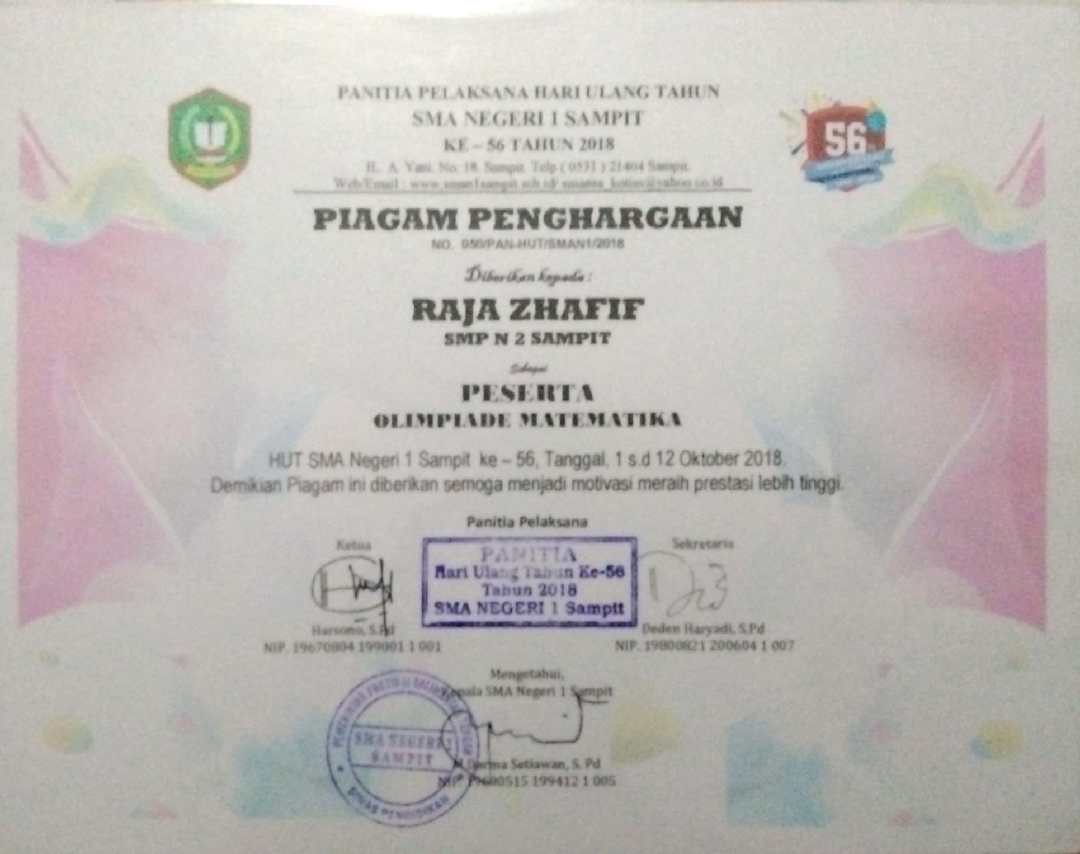 PANITIA PELAKSANA HARI ULANG TAHUN
SMA NEGERI 1 SAMPIT
KE – 56 TAHUN 2018
JL. A. Yani. No. 18 Sampit. Telp ( 0531 ) 21404 Sampit.
Web/Email : www.sman1sampit.sch.id/ smansa_kotim@yahoo.co.id
56
PIAGAM PENGHARGAAN
NO. 050/PAN-HUT/SMAN1/2018
Diberikan kepada :
RAJA ZHAFIF
SMP N 2 SAMPIT
Sebagai
PESERTA
OLIMPIADE MATEMATIKA
HUT SMA Negeri 1 Sampit ke – 56, Tanggal, 1 s.d 12 Oktober 2018.
Demikian Piagam ini diberikan semoga menjadi motivasi meraih prestasi lebih tinggi.
Panitia Pelaksana
Ketua
Sekretaris
PANITIA
Hari Ulang Tahun Ke-56
Tahun 2018
SMA NEGERI 1 Sampit
Harsono, S.Pd
NIP. 19670804 199001 1 001
Deden Haryadi, S.Pd
NIP. 19800821 200604 1 007
Mengetahui,
Kepala SMA Negeri 1 Sampit
SMA NEGERI 1
SAMPIT
DINAS PENDIDIKAN
Darma Setiawan, S. Pd
NIP. 19680515 199412 1 005